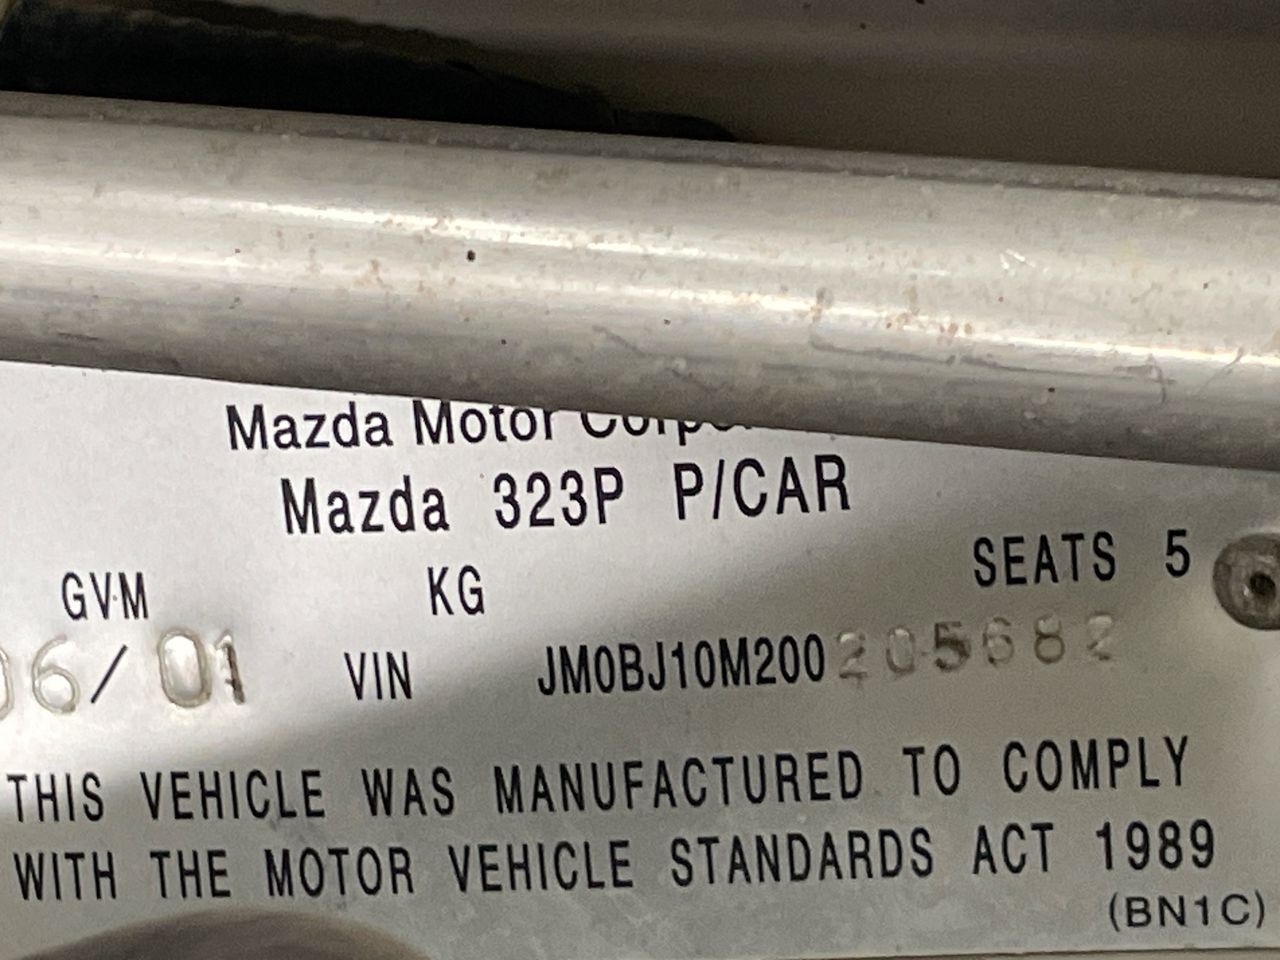 Mazda Motor
Mazda 323P P/CAR
SEATS 5
GVM KG
06/01 VIN JM0BJ10M200205682
THIS VEHICLE WAS MANUFACTURED TO COMPLY
WITH THE MOTOR VEHICLE STANDARDS ACT 1989
(BN1C)